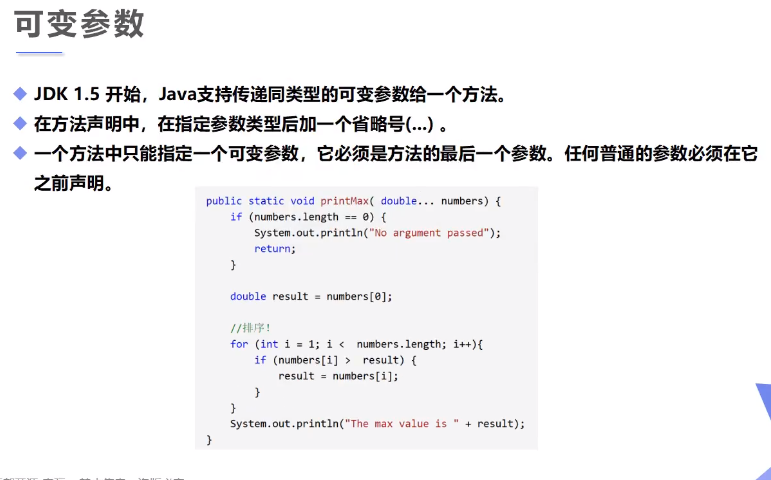 可变参数
JDK 1.5 开始，Java支持传递同类型的可变参数给一个方法。
在方法声明中，在指定参数类型后加一个省略号(...) 。
一个方法中只能指定一个可变参数，它必须是方法的最后一个参数。任何普通的参数必须在它
之前声明。
public static void printMax( double... numbers) {
if (numbers.length == 0) {
System.out.println("No argument passed");
return;
}
double result = numbers[0];
//排序!
for (int i = 1; i <  numbers.length; i++){
if (numbers[i] >  result) {
result = numbers[i];
}
}
System.out.println("The max value is " + result);
}